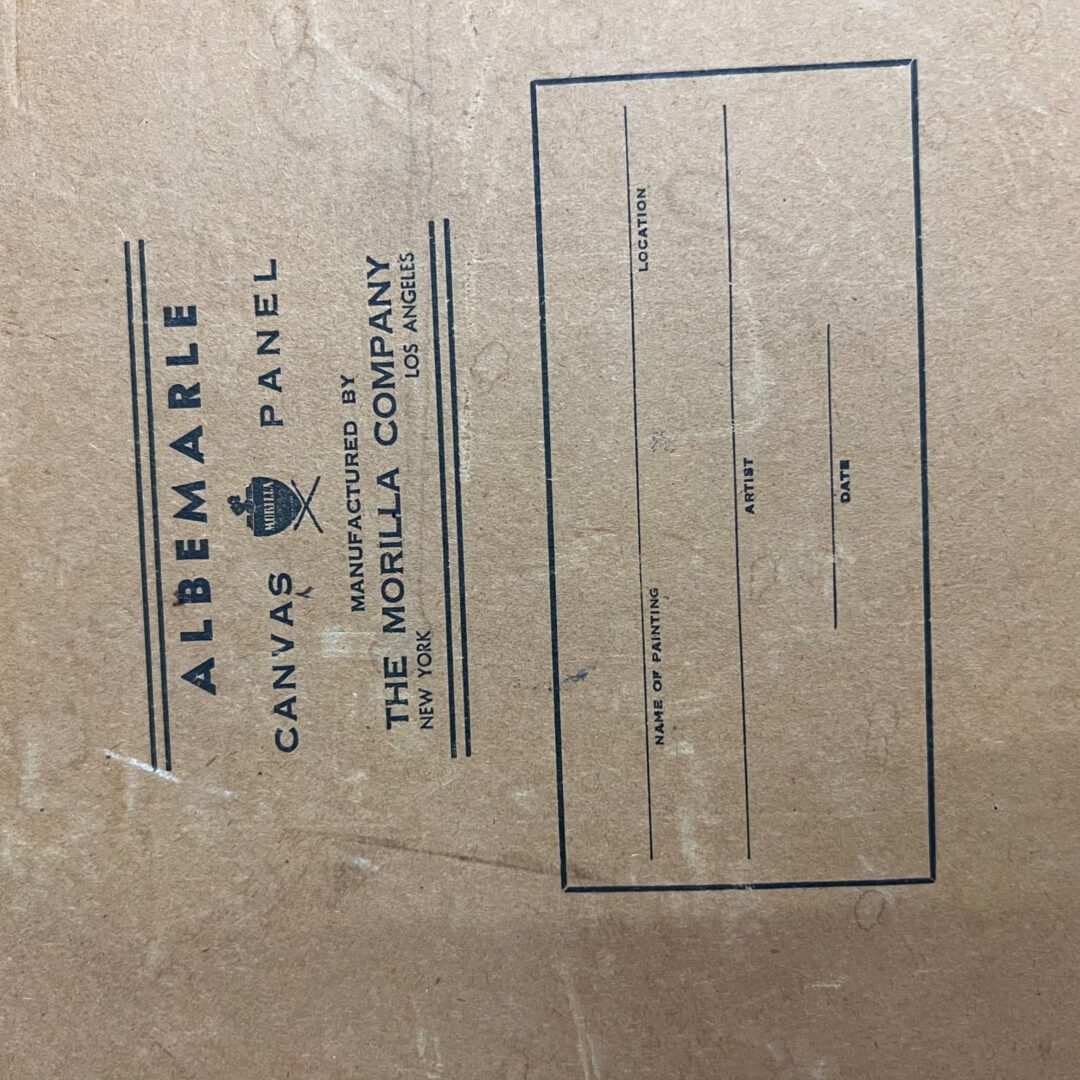 ALBEMARLE
CANVAS MORILLA PANEL
MANUFACTURED BY
THE MORILLA COMPANY
NEW YORK LOS ANGELES
NAME OF PAINTING LOCATION
ARTIST
DATE